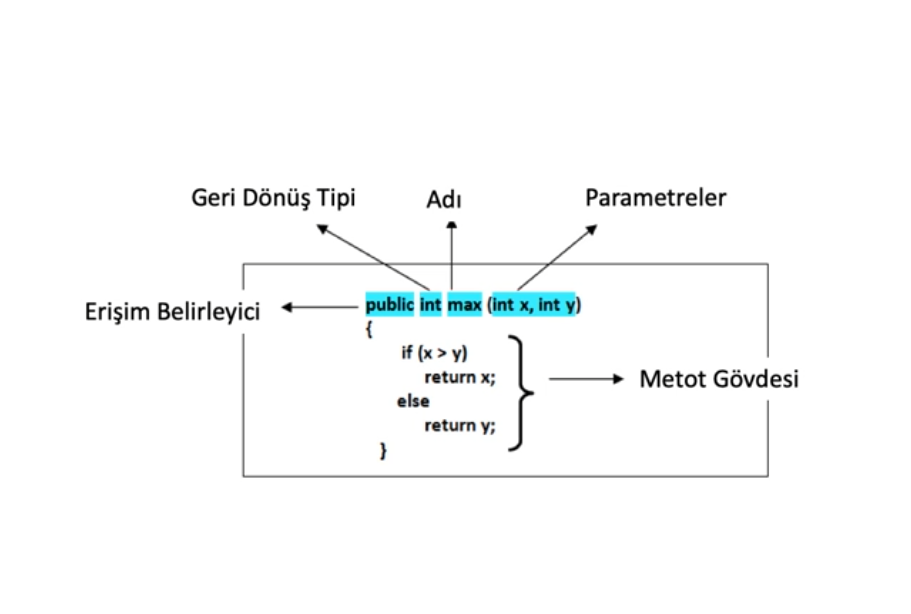 Geri Dönüş Tipi
Adı
Parametreler
Erişim Belirleyici
public int max (int x, int y)
{
if (x > y)
return x;
else
return y;
}
Metot Gövdesi